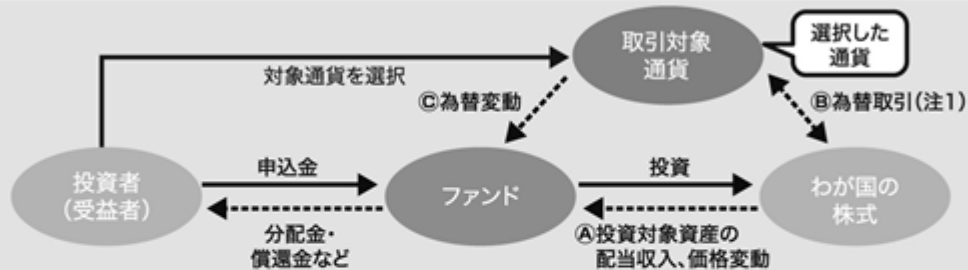 取引対象
通貨
選択した
通貨
対象通貨を選択
Ⓒ為替変動
Ⓑ為替取引(注1)
投資者
(受益者)
申込金
ファンド
投資
わが国の
株式
分配金・
償還金など
Ⓐ投資対象資産の
配当収入、価格変動